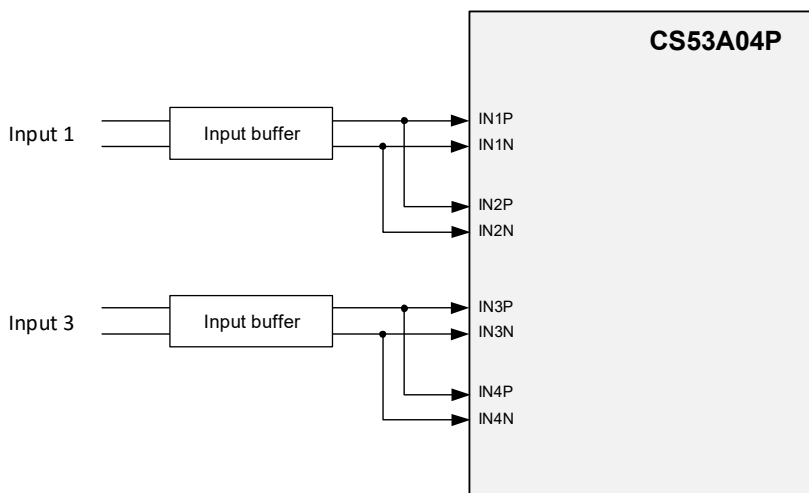 CS53A04P
Input 1
Input buffer
IN1P
IN1N
IN2P
IN2N
Input 3
Input buffer
IN3P
IN3N
IN4P
IN4N